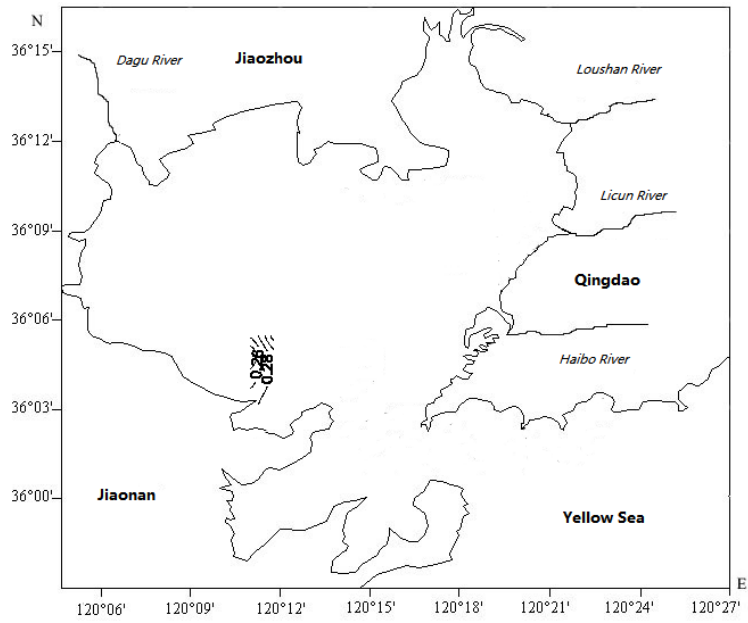 N
36°15'
Dagu River
Jiaozhou
Loushan River
36°12'
Licun River
36°09'
Qingdao
36°06'
0.26
0.28
Haibo River
36°03'
36°00'
Jiaonan
Yellow Sea
E
120°06' 120°09' 120°12' 120°15' 120°18' 120°21' 120°24' 120°27'